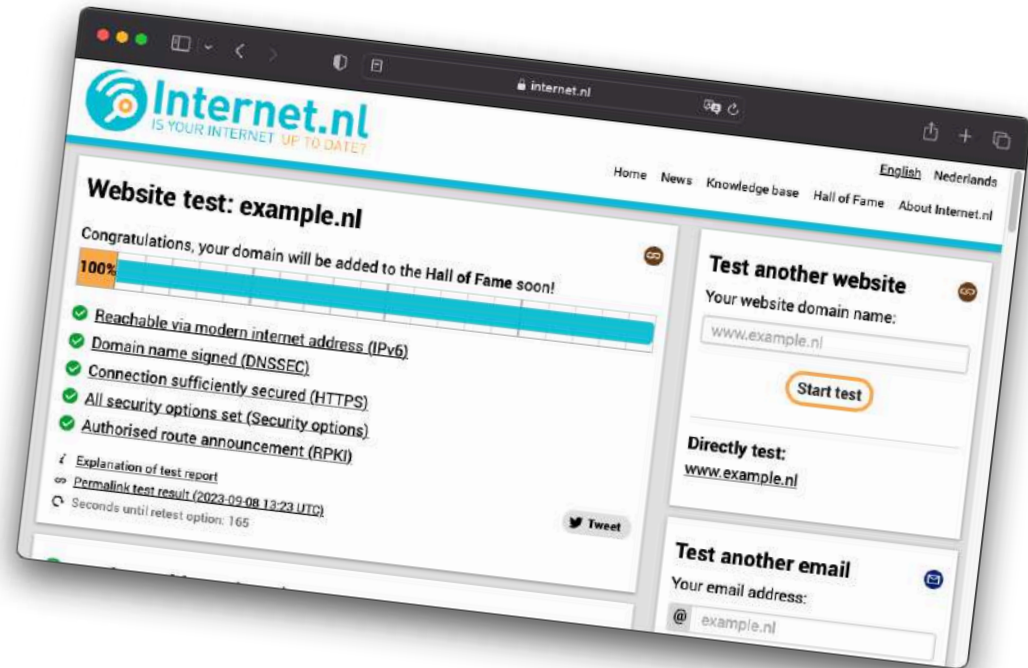 internet.nl
Internet.nl
IS YOUR INTERNET UP TO DATE?
English Nederlands
Home News Knowledge base Hall of Fame About Internet.nl
Website test: example.nl
Congratulations, your domain will be added to the Hall of Fame soon!
100%
Reachable via modern internet address (IPv6)
Domain name signed (DNSSEC)
Connection sufficiently secured (HTTPS)
All security options set (Security options)
Authorised route announcement (RPKI)
Explanation of test report
Permalink test result (2023-09-08 13:23 UTC)
Seconds until retest option: 165
Tweet
Test another website
Your website domain name:
www.example.nl
Start test
Directly test:
www.example.nl
Test another email
Your email address:
@ example.nl